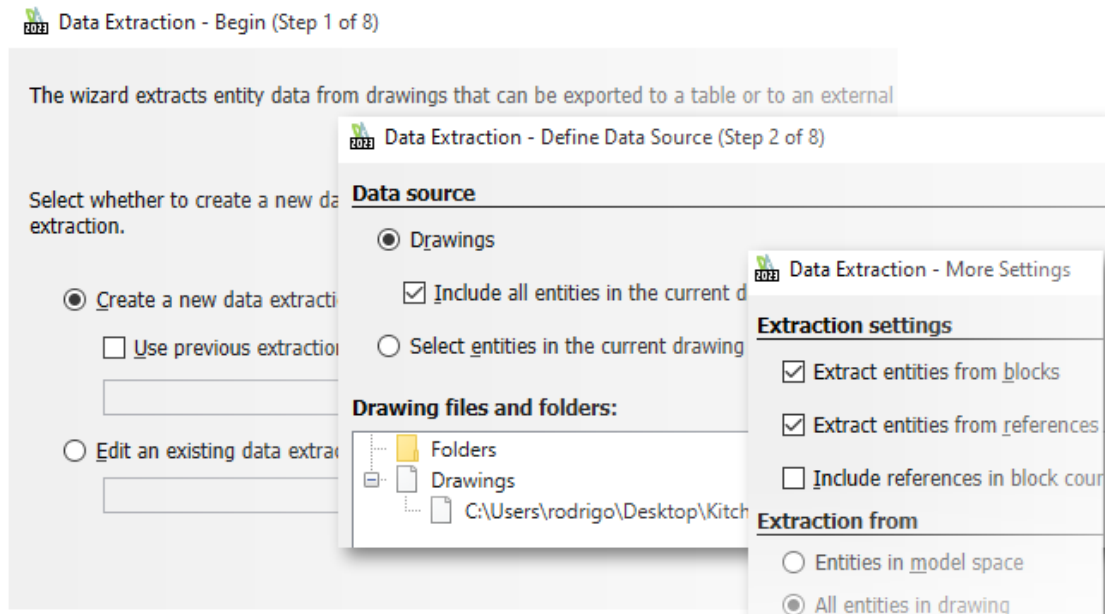 2023 Data Extraction - Begin (Step 1 of 8)
The wizard extracts entity data from drawings that can be exported to a table or to an external
Select whether to create a new da
extraction.
Create a new data extracti
Use previous extraction
Edit an existing data extrac
2023 Data Extraction - Define Data Source (Step 2 of 8)
Data source
Drawings
Include all entities in the current d
Select entities in the current drawing
Drawing files and folders:
Folders
Drawings
C:\Users\rodrigo\Desktop\Kitch
2023 Data Extraction - More Settings
Extraction settings
Extract entities from blocks
Extract entities from references
Include references in block cour
Extraction from
Entities in model space
All entities in drawing